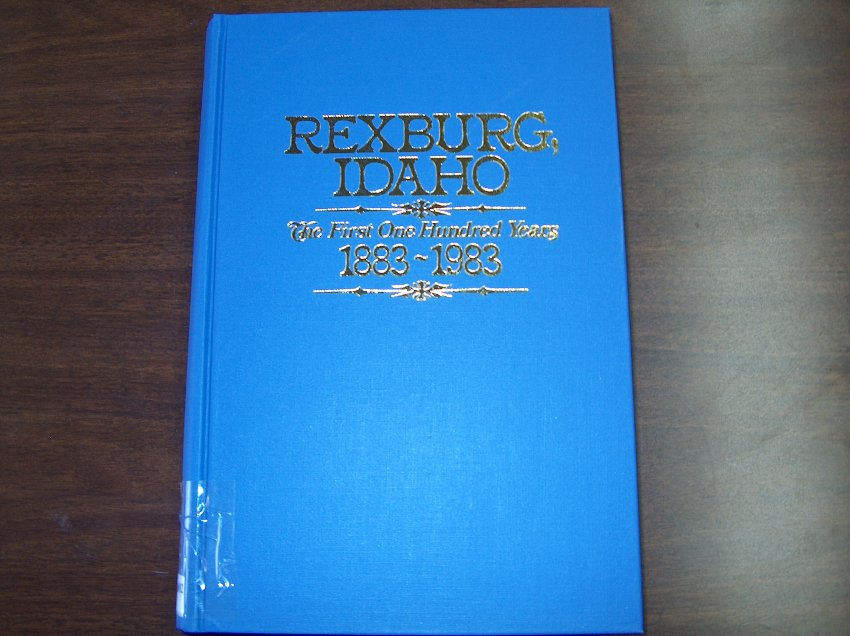 REXBURG,
IDAHO
The First One Hundred Years
1883~1983